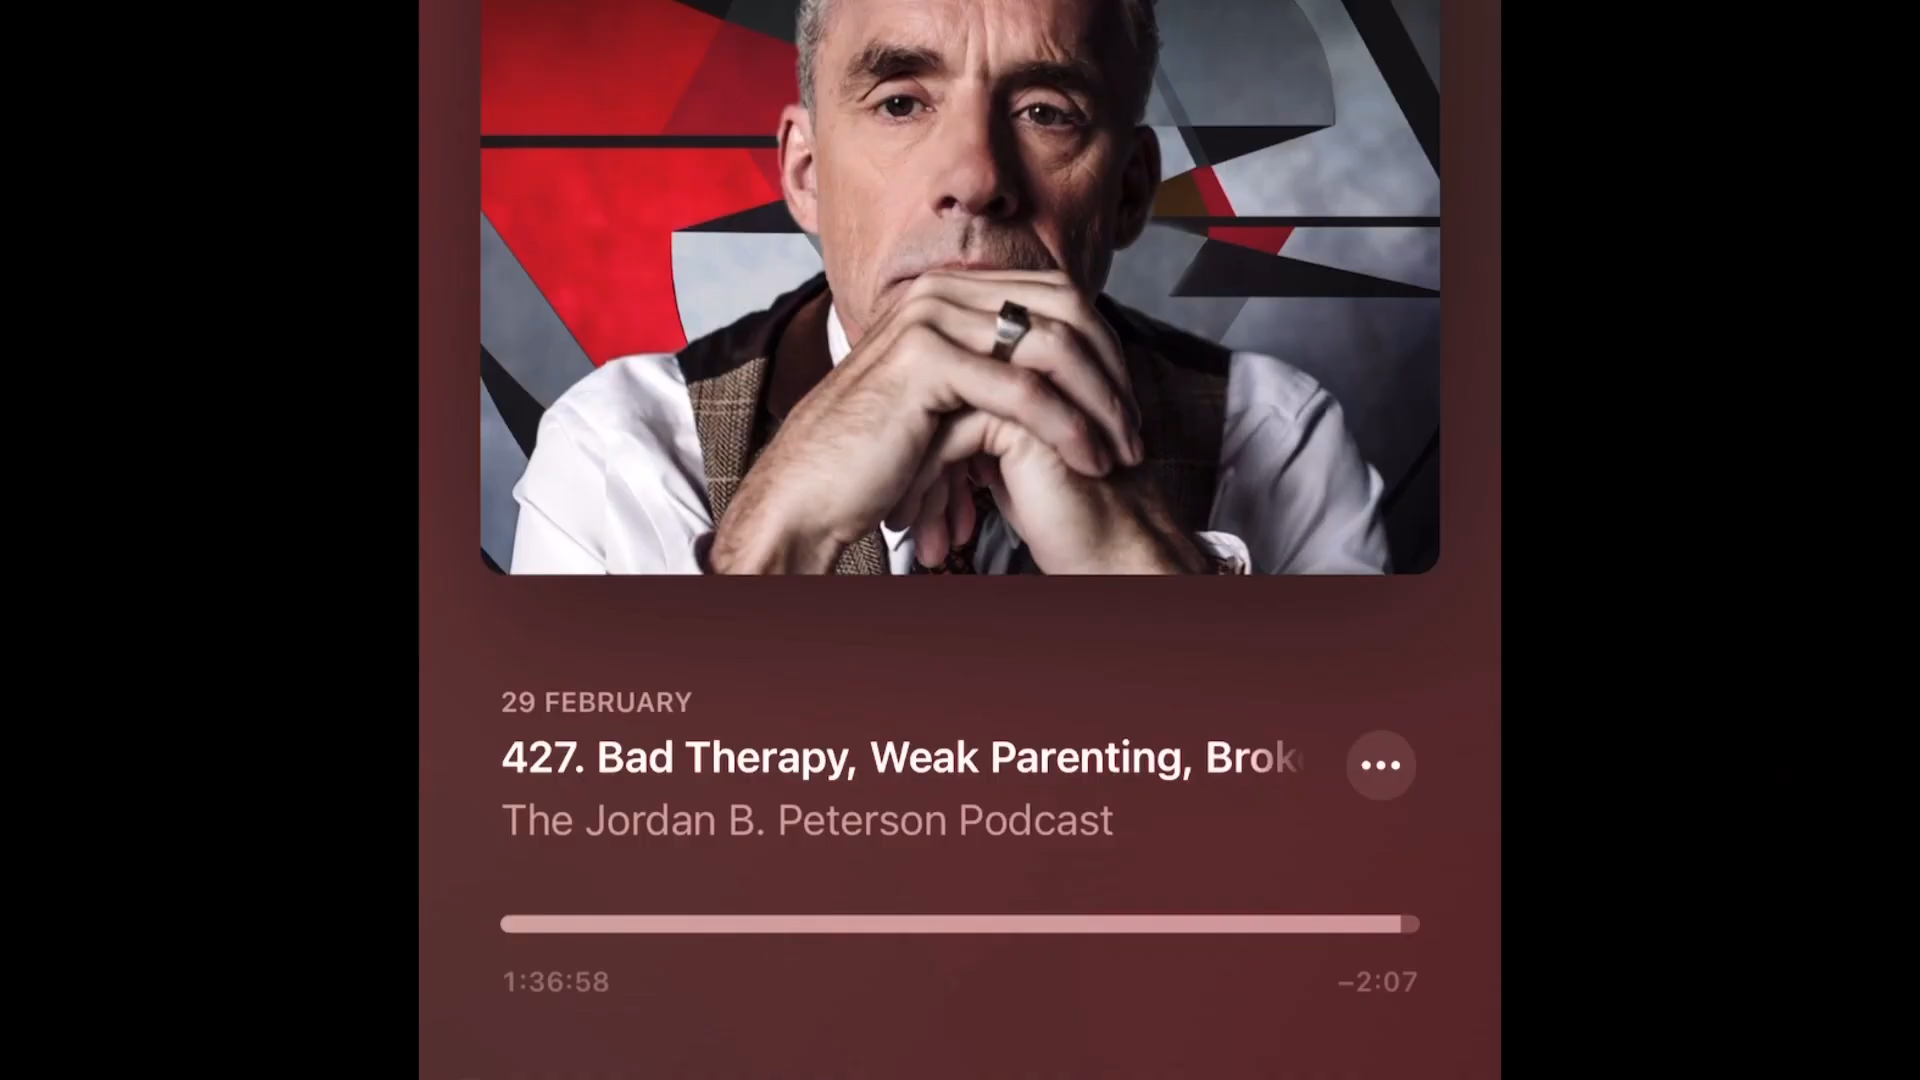 29 FEBRUARY
427. Bad Therapy, Weak Parenting,
The Jordan B. Peterson Podcast
1:36:58
–2:07